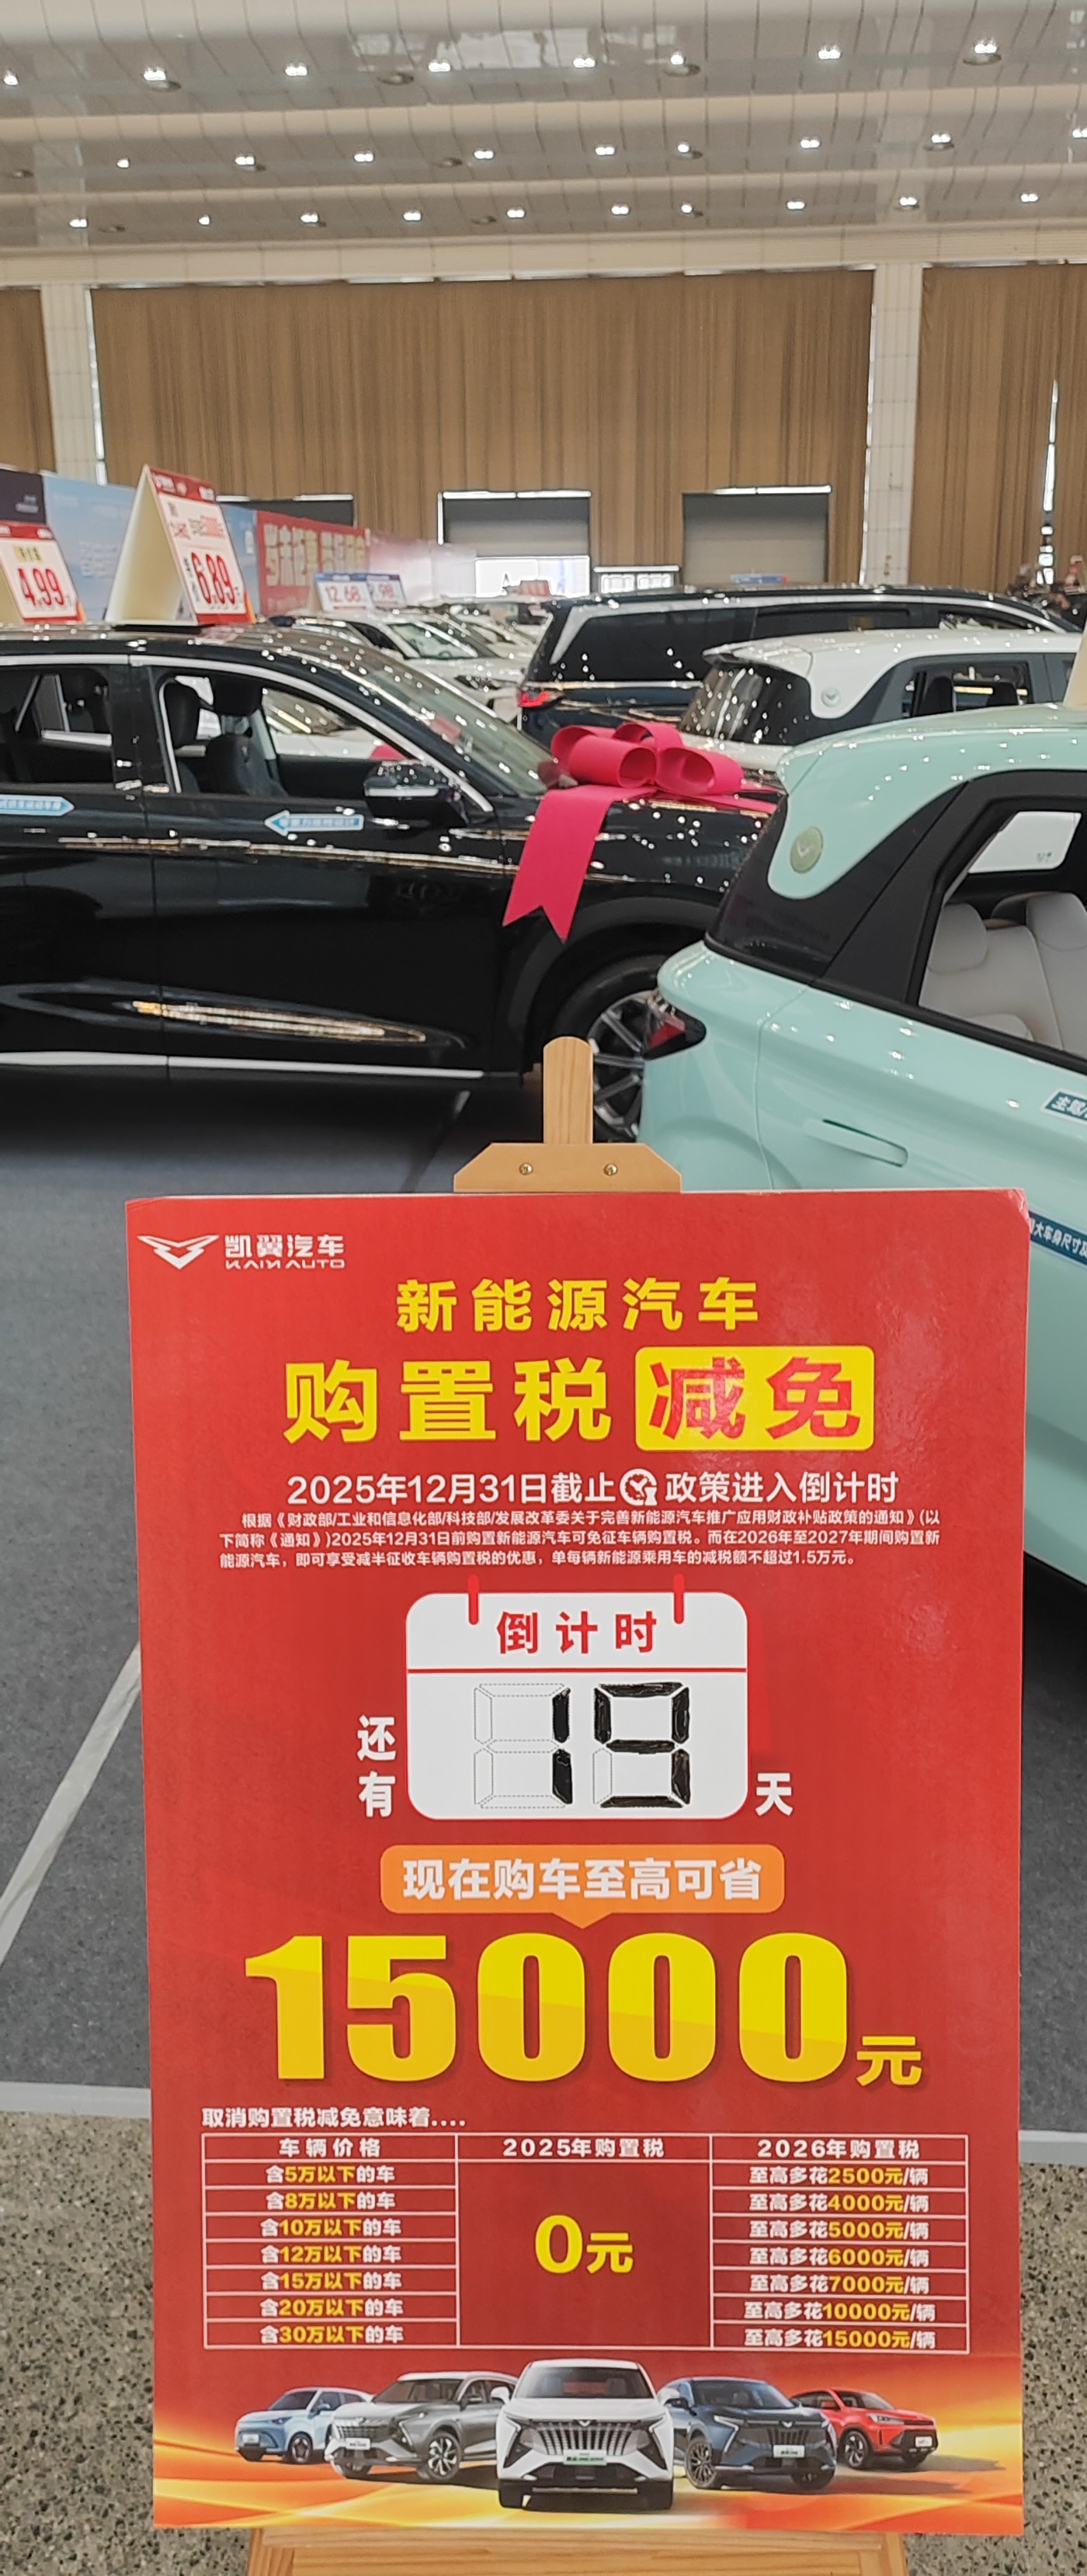 4.99
6.89
12.68
凯翼汽车
KAIYI AUTO
新能源汽车
购置税 减免
2025年12月31日截止 政策进入倒计时
根据《财政部/工业和信息化部/科技部/发展改革委关于完善新能源汽车推广应用财政补贴政策的通知》(以
下简称《通知》)2025年12月31日前购置新能源汽车可免征车辆购置税。而在2026年至2027年期间购置新
能源汽车，即可享受减半征收车辆购置税的优惠，单每辆新能源乘用车的减税额不超过1.5万元。
倒计时
还有 19 天
现在购车至高可省
15000元
取消购置税减免意味着....
车辆价格 2025年购置税 2026年购置税
含5万以下的车 至高多花2500元/辆
含8万以下的车 至高多花4000元/辆
含10万以下的车 至高多花5000元/辆
含12万以下的车 0元 至高多花6000元/辆
含15万以下的车 至高多花7000元/辆
含20万以下的车 至高多花10000元/辆
含30万以下的车 至高多花15000元/辆